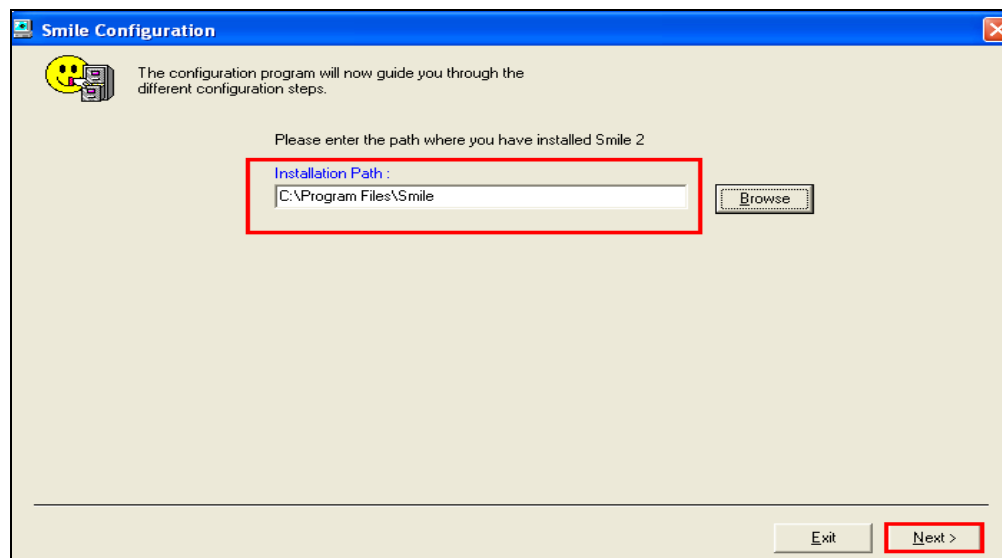 Smile Configuration
The configuration program will now guide you through the
different configuration steps.
Please enter the path where you have installed Smile 2
Installation Path :
C:\Program Files\Smile
Browse
Exit
Next >